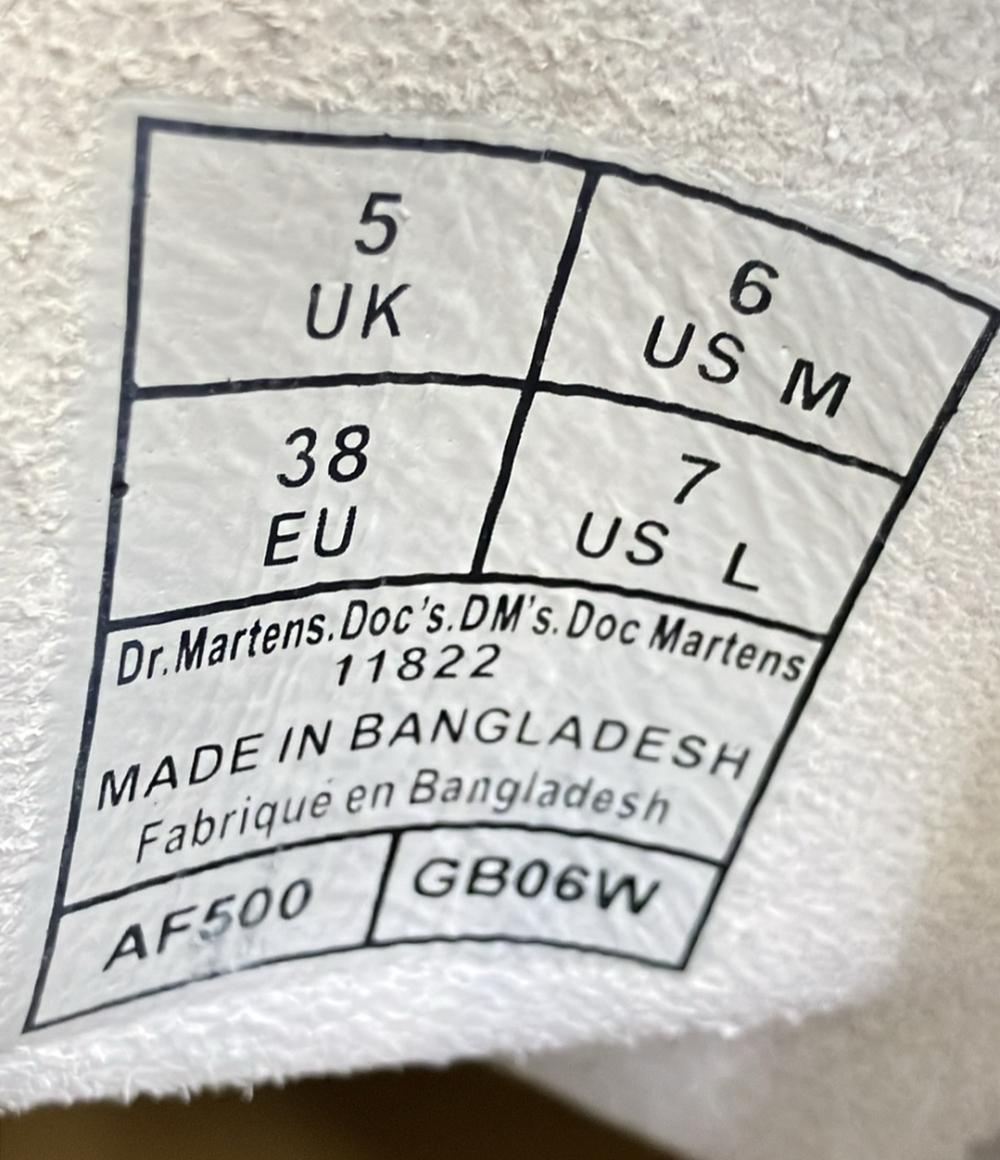 5
UK
6
US M
38
EU
7
US L
Dr.Martens.Doc's.DM's.Doc Martens
11822
MADE IN BANGLADESH
Fabrique en Bangladesh
AF500
GB06W